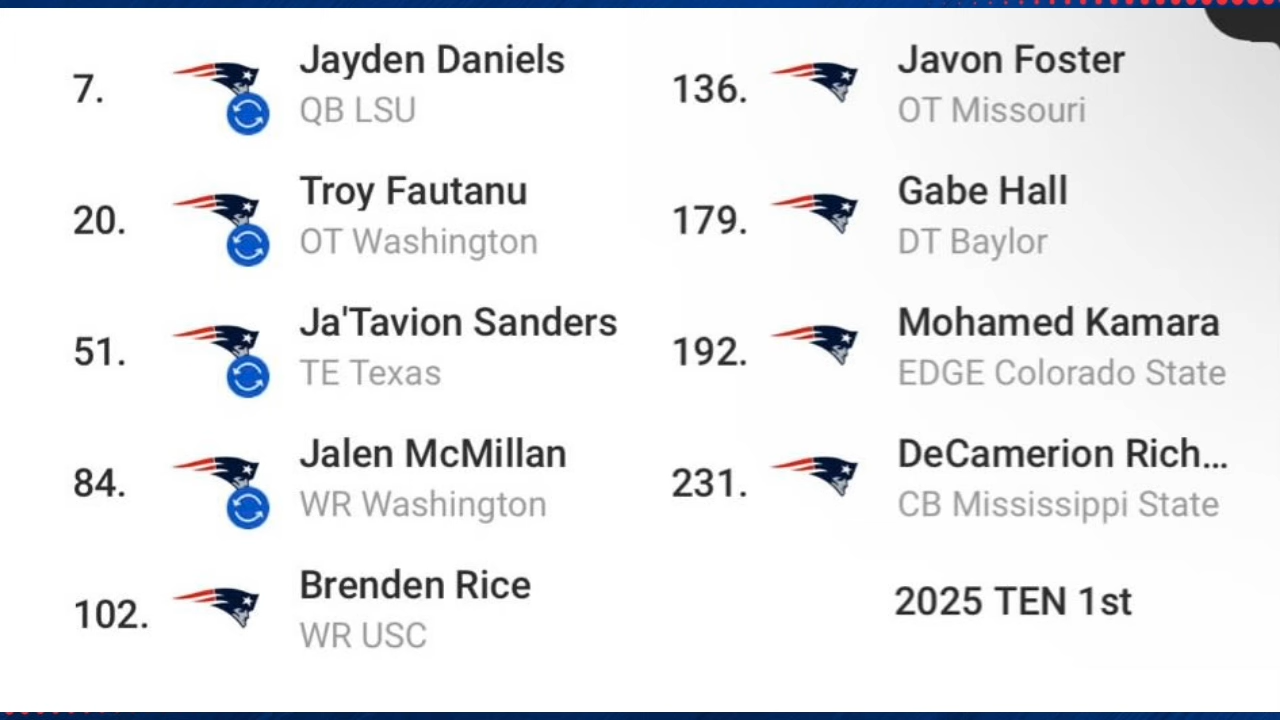 7.
Jayden Daniels
QB LSU
20.
Troy Fautanu
OT Washington
51.
Ja'Tavion Sanders
TE Texas
84.
Jalen McMillan
WR Washington
102.
Brenden Rice
WR USC
136.
Javon Foster
OT Missouri
179.
Gabe Hall
DT Baylor
192.
Mohamed Kamara
EDGE Colorado State
231.
DeCamerion Rich...
CB Mississippi State
2025 TEN 1st